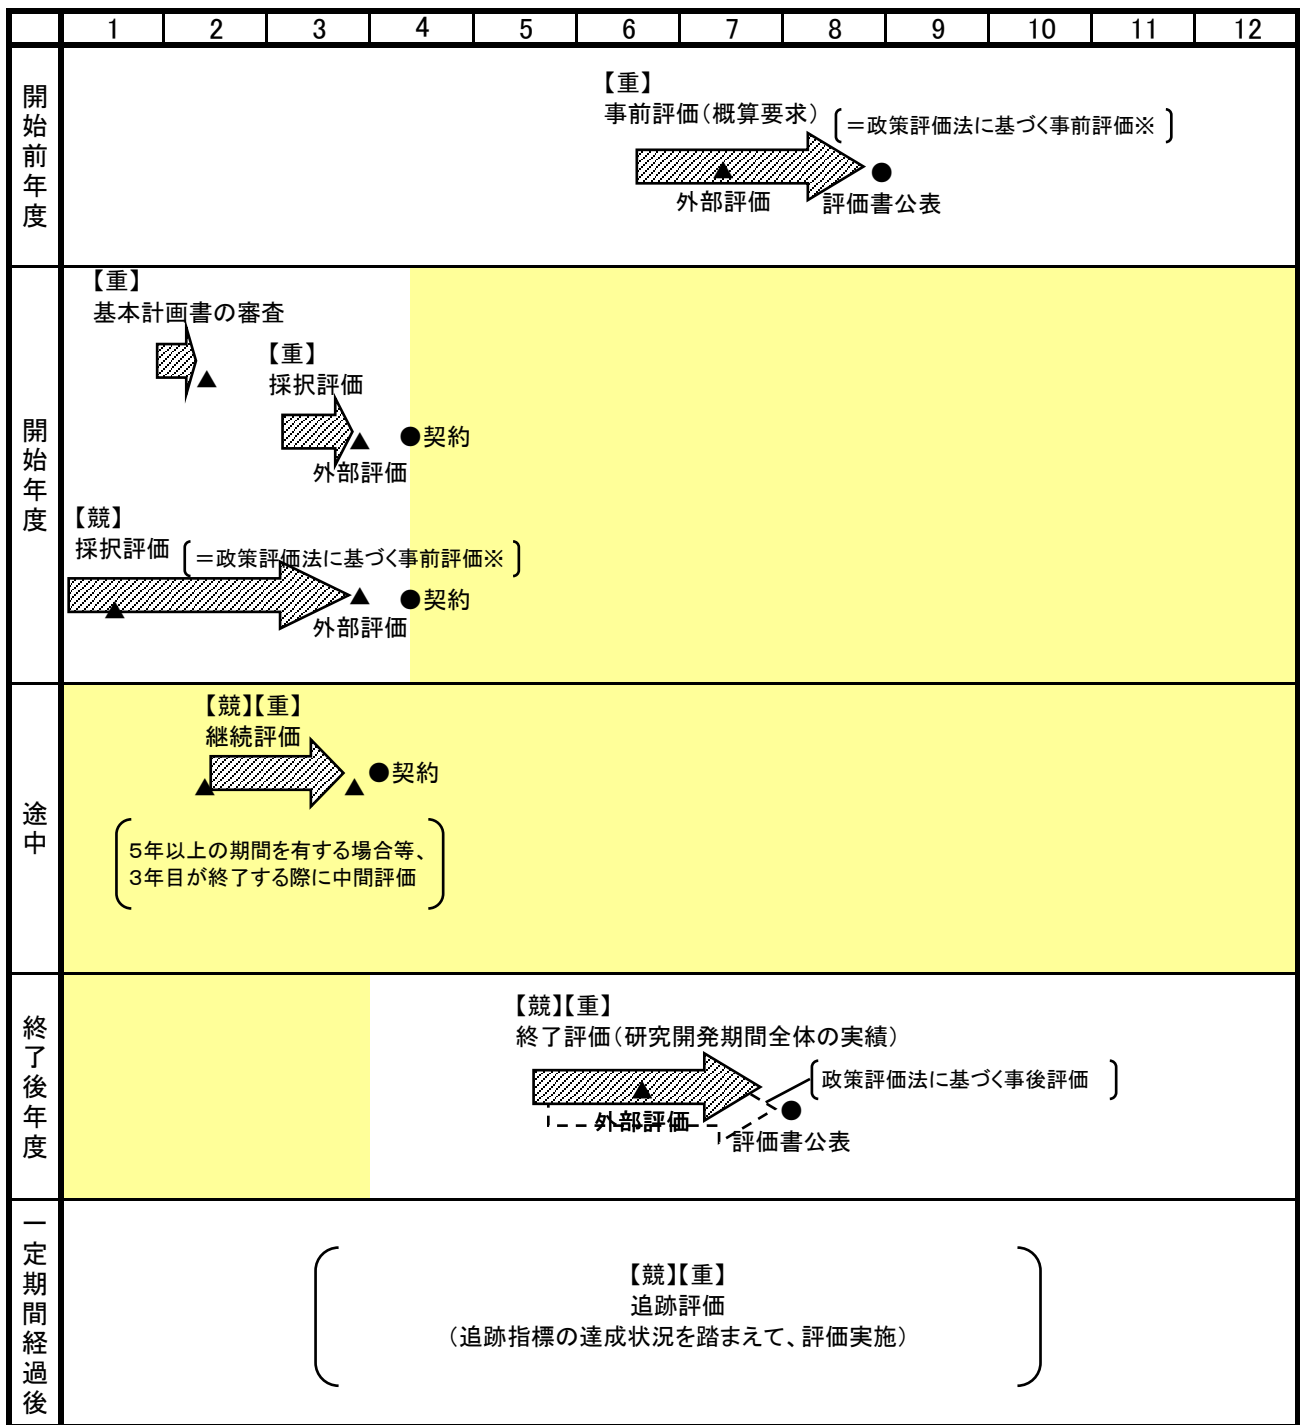 1 2 3 4 5 6 7 8 9 10 11 12
開始前年度
【重】
事前評価(概算要求)
=政策評価法に基づく事前評価※
外部評価
評価書公表
開始年度
【重】
基本計画書の審査
【重】
採択評価
●契約
外部評価
【競】
採択評価
=政策評価法に基づく事前評価※
●契約
外部評価
途中
【競】【重】
継続評価
●契約
5年以上の期間を有する場合等、
3年目が終了する際に中間評価
終了後年度
【競】【重】
終了評価(研究開発期間全体の実績)
政策評価法に基づく事後評価
外部評価
評価書公表
一定期間経過後
【競】【重】
追跡評価
(追跡指標の達成状況を踏まえて、評価実施)